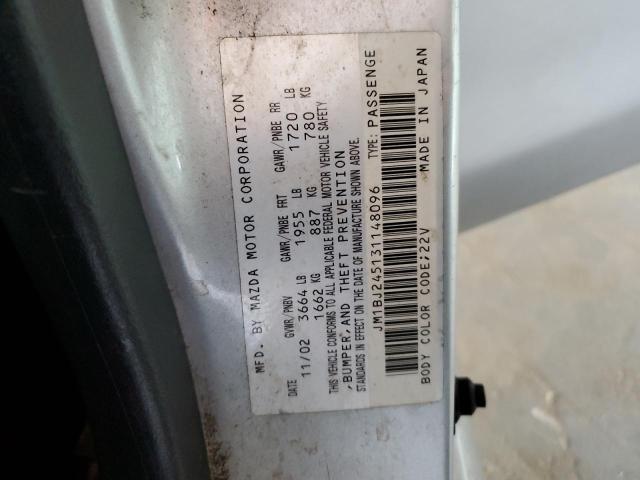 MFD. BY MAZDA MOTOR CORPORATION
DATE GVWR/PNBV GAWR/PNBE FRT GAWR/PNBE RR
11/02 3664 LB 1955 LB 1720 LB
1662 KG 887 KG 780 KG
THIS VEHICLE CONFORMS TO ALL APPLICABLE FEDERAL MOTOR VEHICLE SAFETY
,BUMPER,AND THEFT PREVENTION
STANDARDS IN EFFECT ON THE DATE OF MANUFACTURE SHOWN ABOVE.
JM1BJ245131148096 TYPE: PASSENGE
BODY COLOR CODE;22V MADE IN JAPAN